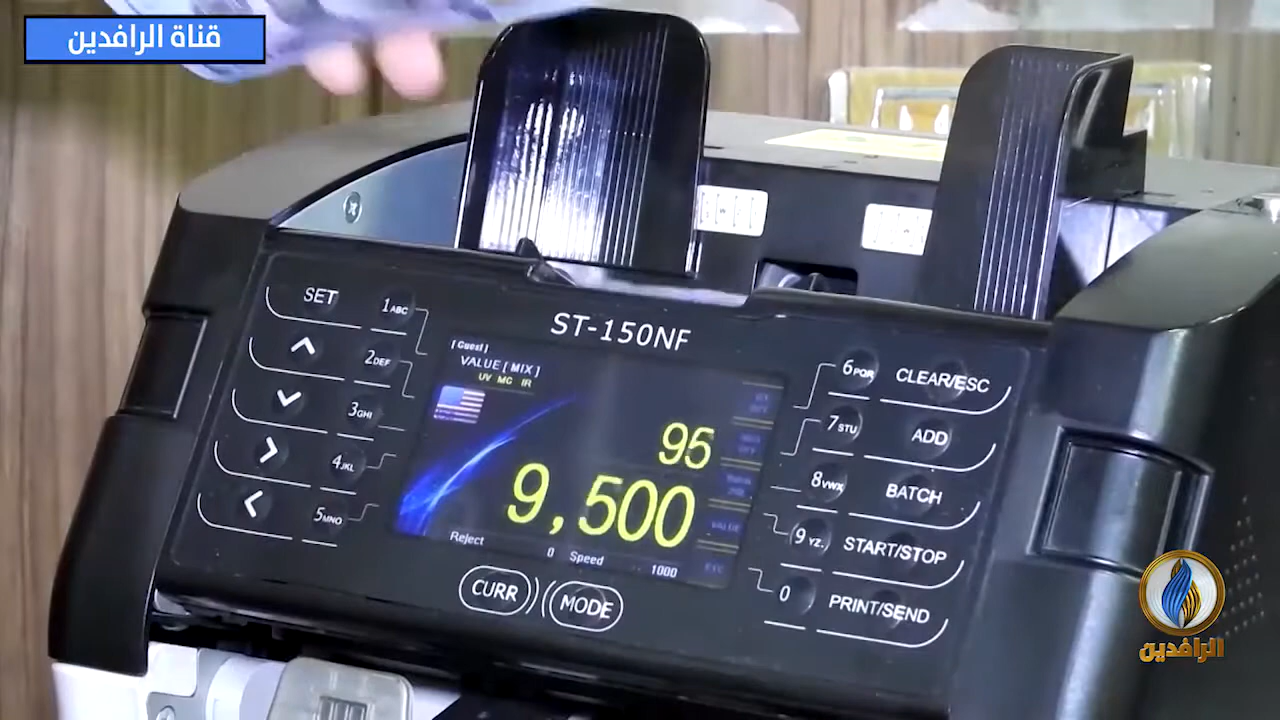 قناة الرافدين
ST-150NF
SET
1ABC
2DEF
3GHI
4JKL
5MNO
[ Guest ]
VALUE [ MIX ]
UV MG IR
95
9,500
VALUE
Reject 0 Speed 1000
CURR
MODE
6PQR
CLEAR/ESC
7STU
ADD
8VWX
BATCH
9YZ.
START/STOP
0
PRINT/SEND
الرافدين